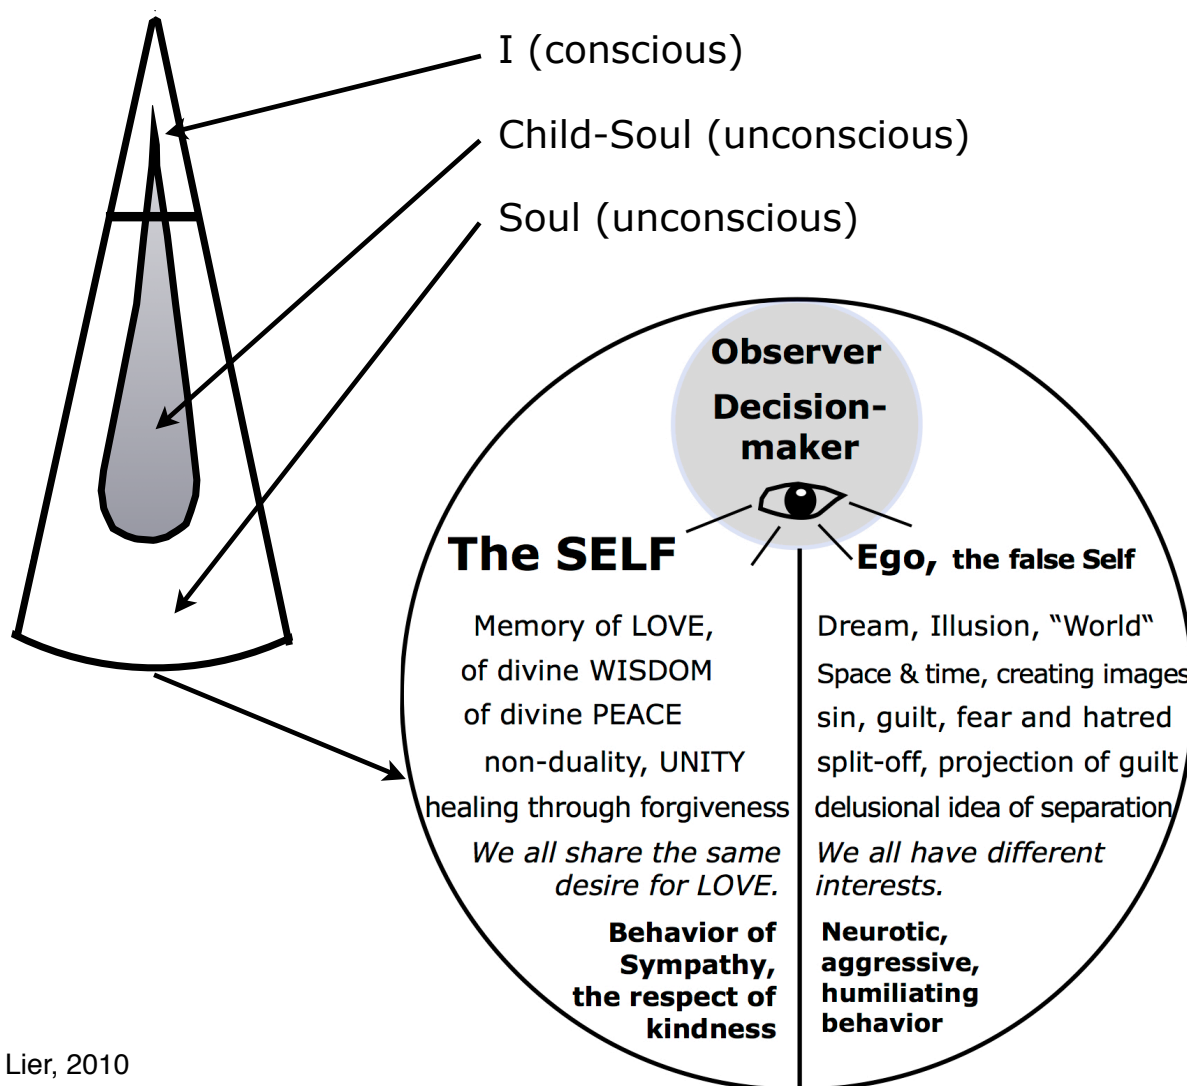 I (conscious)
Child-Soul (unconscious)
Soul (unconscious)
Observer
Decision-
maker
The SELF
Memory of LOVE,
of divine WISDOM
of divine PEACE
non-duality, UNITY
healing through forgiveness
We all share the same
desire for LOVE.
Behavior of
Sympathy,
the respect of
kindness
Ego, the false Self
Dream, Illusion, “World“
Space & time, creating images
sin, guilt, fear and hatred
split-off, projection of guilt
delusional idea of separation
We all have different
interests.
Neurotic,
aggressive,
humiliating
behavior
Lier, 2010